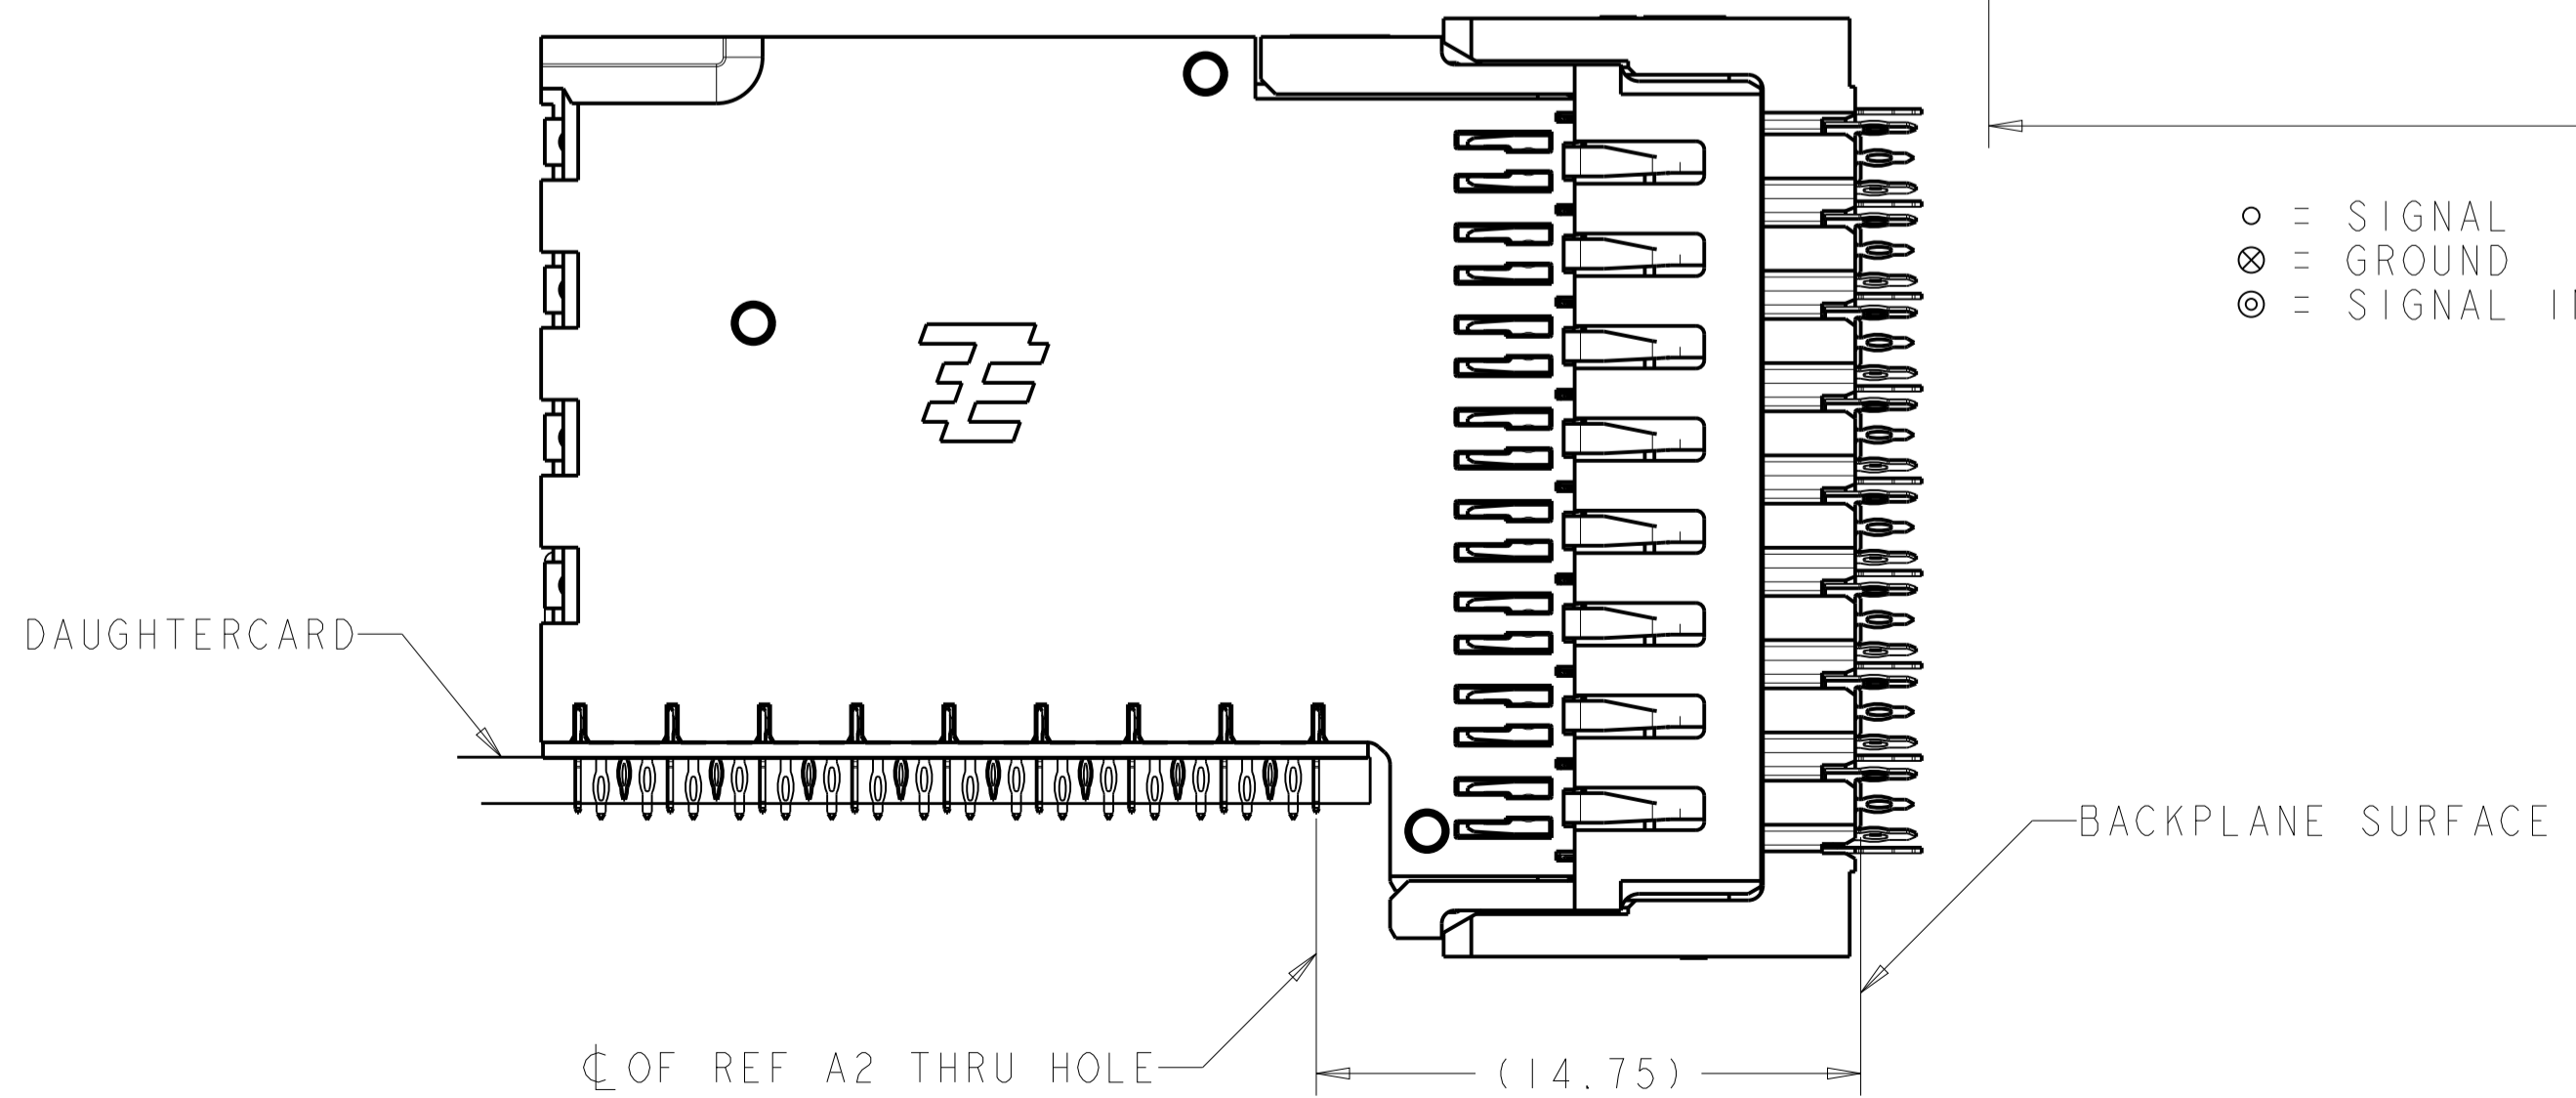 ○ = SIGNAL
⊗ = GROUND
◎ = SIGNAL
DAUGHTERCARD
BACKPLANE SURFACE
℄ OF REF A2 THRU HOLE
(14.75)